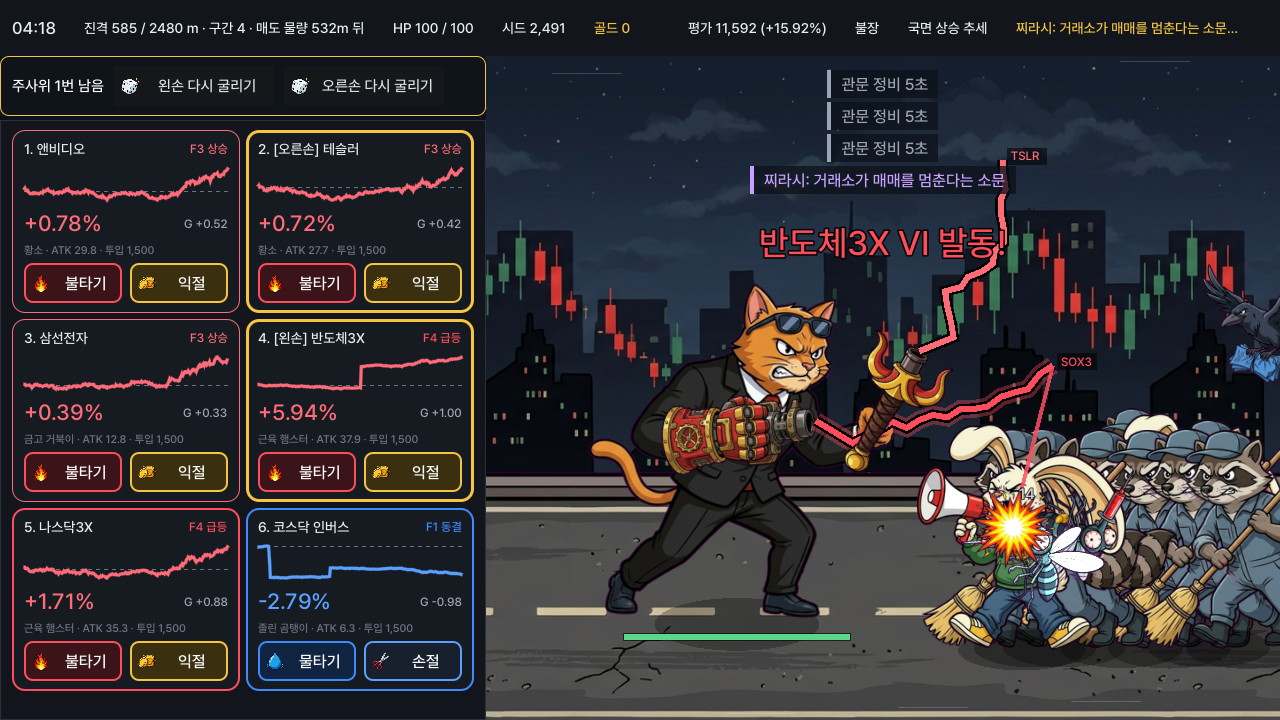 04:18 진격 585 / 2480 m · 구간 4 · 매도 물량 532m 뒤 HP 100 / 100 시드 2,491 골드 0 평가 11,592 (+15.92%) 불장 국면 상승 추세 찌라시: 거래소가 매매를 멈춘다는 소문...
주사위 1번 남음 왼손 다시 굴리기 오른손 다시 굴리기
1. 앤비디오 F3 상승
+0.78% G +0.52
황소 · ATK 29.8 · 투입 1,500
불타기 익절
2. [오른손] 테슬러 F3 상승
+0.72% G +0.42
황소 · ATK 27.7 · 투입 1,500
불타기 익절
3. 삼선전자 F3 상승
+0.39% G +0.33
금고 거북이 · ATK 12.8 · 투입 1,500
불타기 익절
4. [왼손] 반도체3X F4 급등
+5.94% G +1.00
근육 햄스터 · ATK 37.9 · 투입 1,500
불타기 익절
5. 나스닥3X F4 급등
+1.71% G +0.88
근육 햄스터 · ATK 35.3 · 투입 1,500
불타기 익절
6. 코스닥 인버스 F1 동결
-2.79% G -0.98
졸린 곰탱이 · ATK 6.3 · 투입 1,500
물타기 손절
관문 정비 5초
관문 정비 5초
관문 정비 5초
TSLR
찌라시: 거래소가 매매를 멈춘다는 소문
반도체3X VI 발동!
SOX3
14